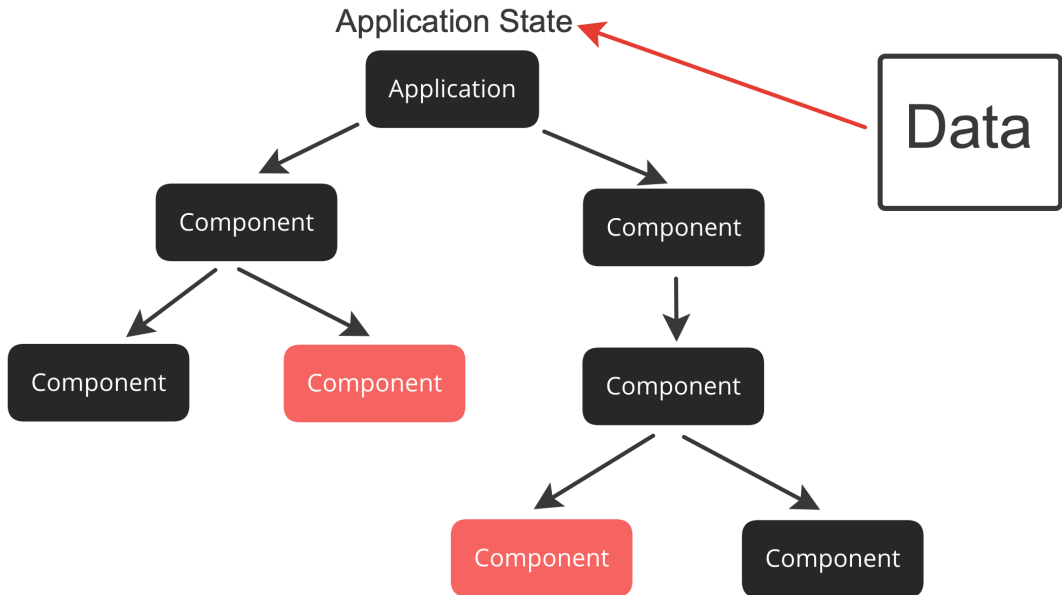 Application State
Application
Data
Component
Component
Component
Component
Component
Component
Component